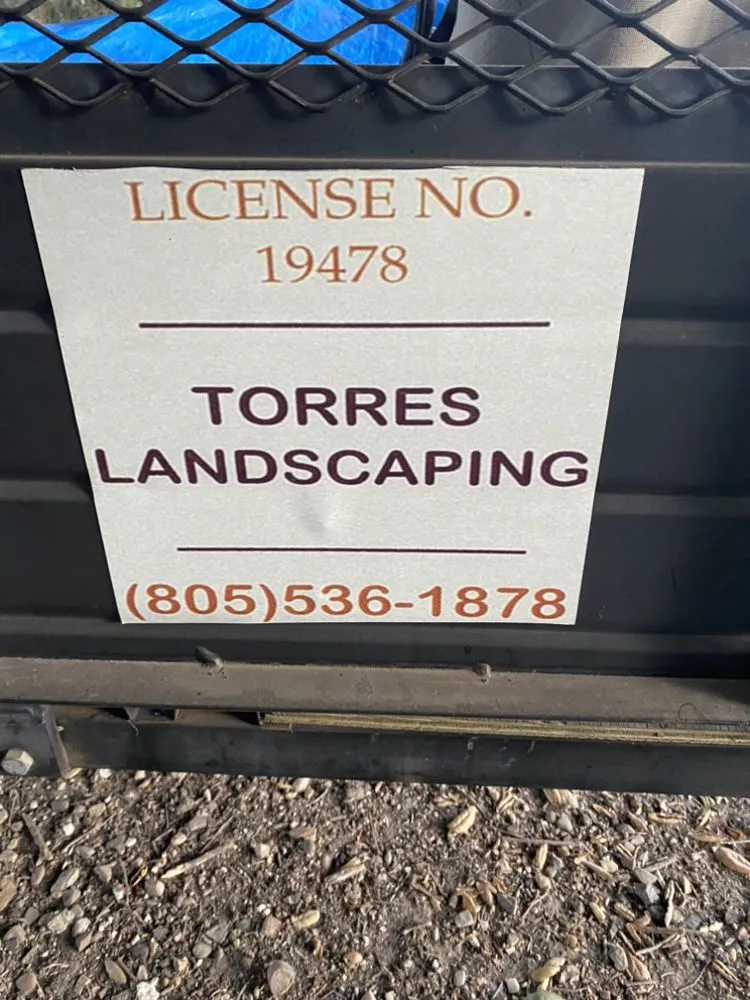 LICENSE NO.
19478
TORRES
LANDSCAPING
(805)536-1878